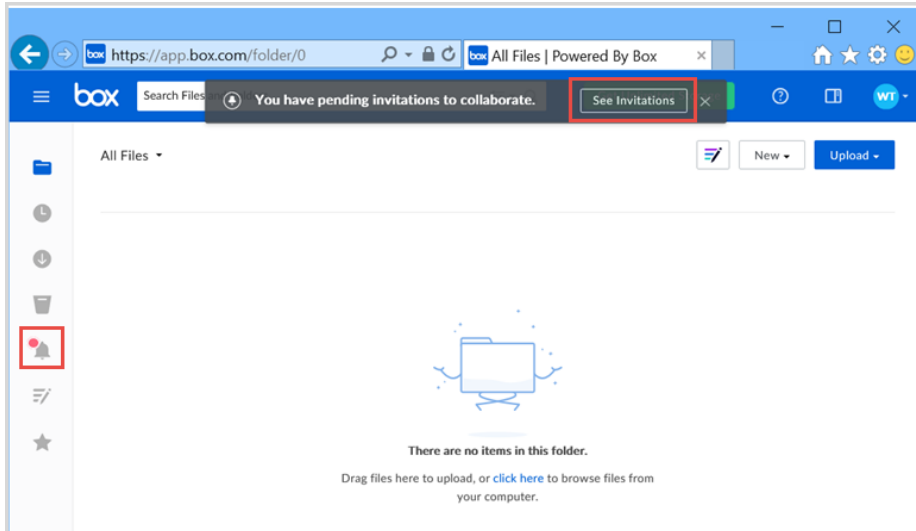 box https://app.box.com/folder/0
box All Files | Powered By Box
box
Search Files
You have pending invitations to collaborate.
See Invitations
WT
All Files
New
Upload
There are no items in this folder.
Drag files here to upload, or click here to browse files from
your computer.